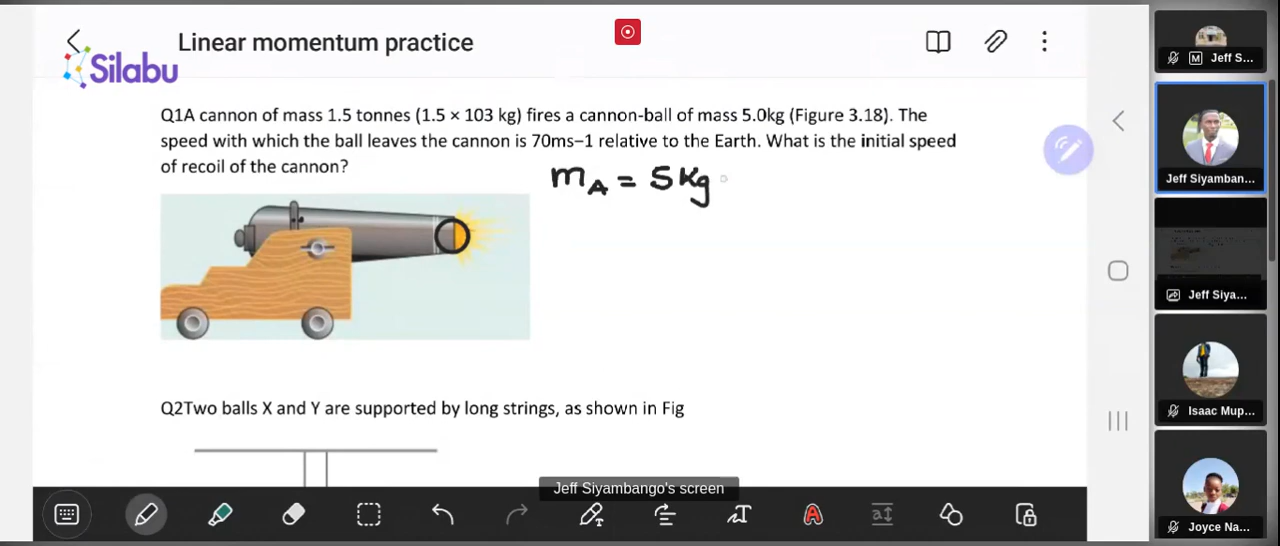 Linear momentum practice
Silabu
Q1A cannon of mass 1.5 tonnes (1.5 × 103 kg) fires a cannon-ball of mass 5.0kg (Figure 3.18). The
speed with which the ball leaves the cannon is 70ms−1 relative to the Earth. What is the initial speed
of recoil of the cannon?
mA = 5Kg
Q2Two balls X and Y are supported by long strings, as shown in Fig
Jeff Siyambango's screen
M Jeff S...
Jeff Siyamban...
Jeff Siya...
Isaac Mup...
Joyce Na...